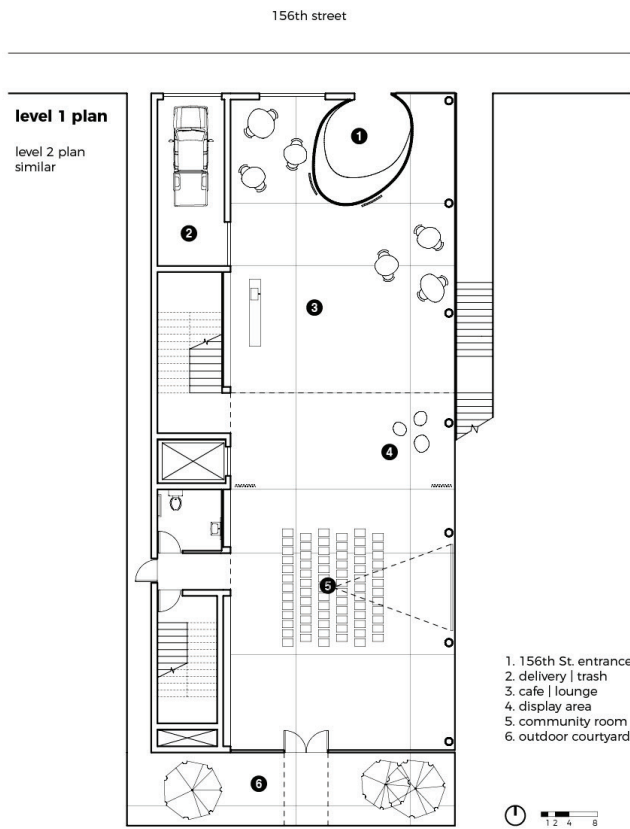 156th street
level 1 plan
level 2 plan
similar
1
2
3
4
5
6
1. 156th St. entrance
2. delivery | trash
3. cafe | lounge
4. display area
5. community room
6. outdoor courtyard
1 2 4 8